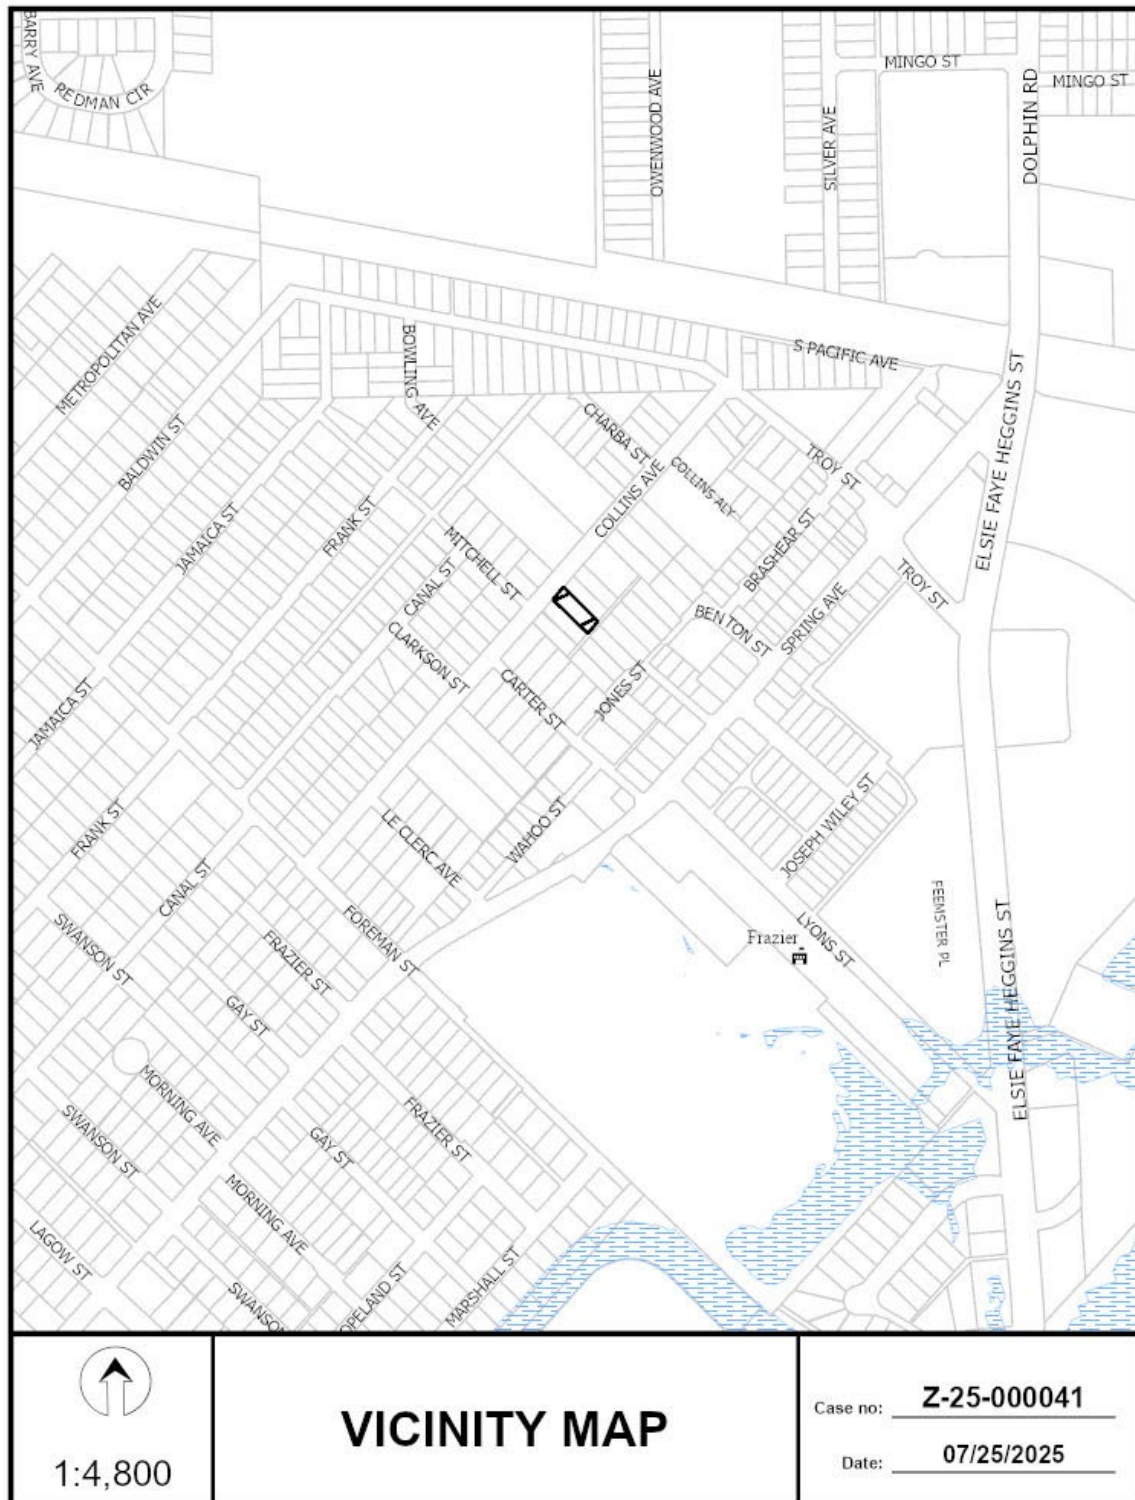 BARRY AVE
REDMAN CIR
OWENWOOD AVE
SILVER AVE
MINGO ST
DOLPHIN RD
MINGO ST
METROPOLITAN AVE
BOWLING AVE
S PACIFIC AVE
ELSIE FAYE HEGGINS ST
BALDWIN ST
CHARBA ST
COLLINS AVE
COLLINS ALY
TROY ST
JAMAICA ST
FRANK ST
MITCHELL ST
CANAL ST
CLARKSON ST
BRASHEAR ST
TROY ST
BENTON ST
SPRING AVE
CARTER ST
JONES ST
JAMAICA ST
FRANK ST
LE CLERC AVE
WAHOO ST
JOSEPH WILEY ST
CANAL ST
FEEMSTER PL
ELSIE FAYE HEGGINS ST
SWANSON ST
FRAZIER ST
FOREMAN ST
Frazier
LYONS ST
GAY ST
MORNING AVE
SWANSON ST
GAY ST
FRAZIER ST
MORNING AVE
LAGOW ST
SWANSON
OPELAND ST
MARSHALL ST
1:4,800
VICINITY MAP
Case no: Z-25-000041
Date: 07/25/2025